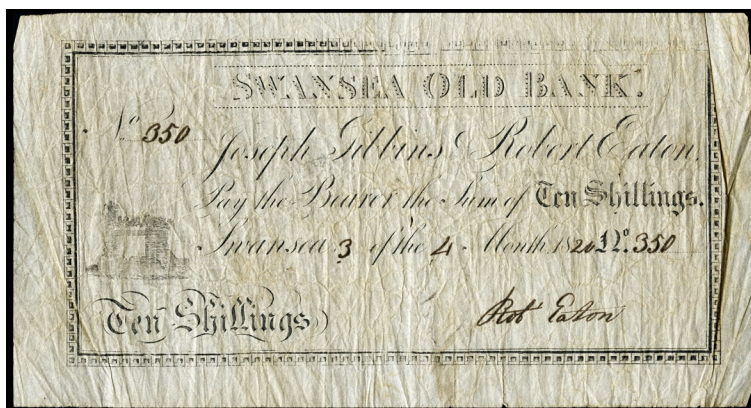 SWANSEA OLD BANK.
No 350
Joseph Gibbins & Robert Eaton,
Pay the Bearer the Sum of Ten Shillings.
Swansea 3 of the 4 Month 1820 No. 350
Ten Shillings
Robt Eaton